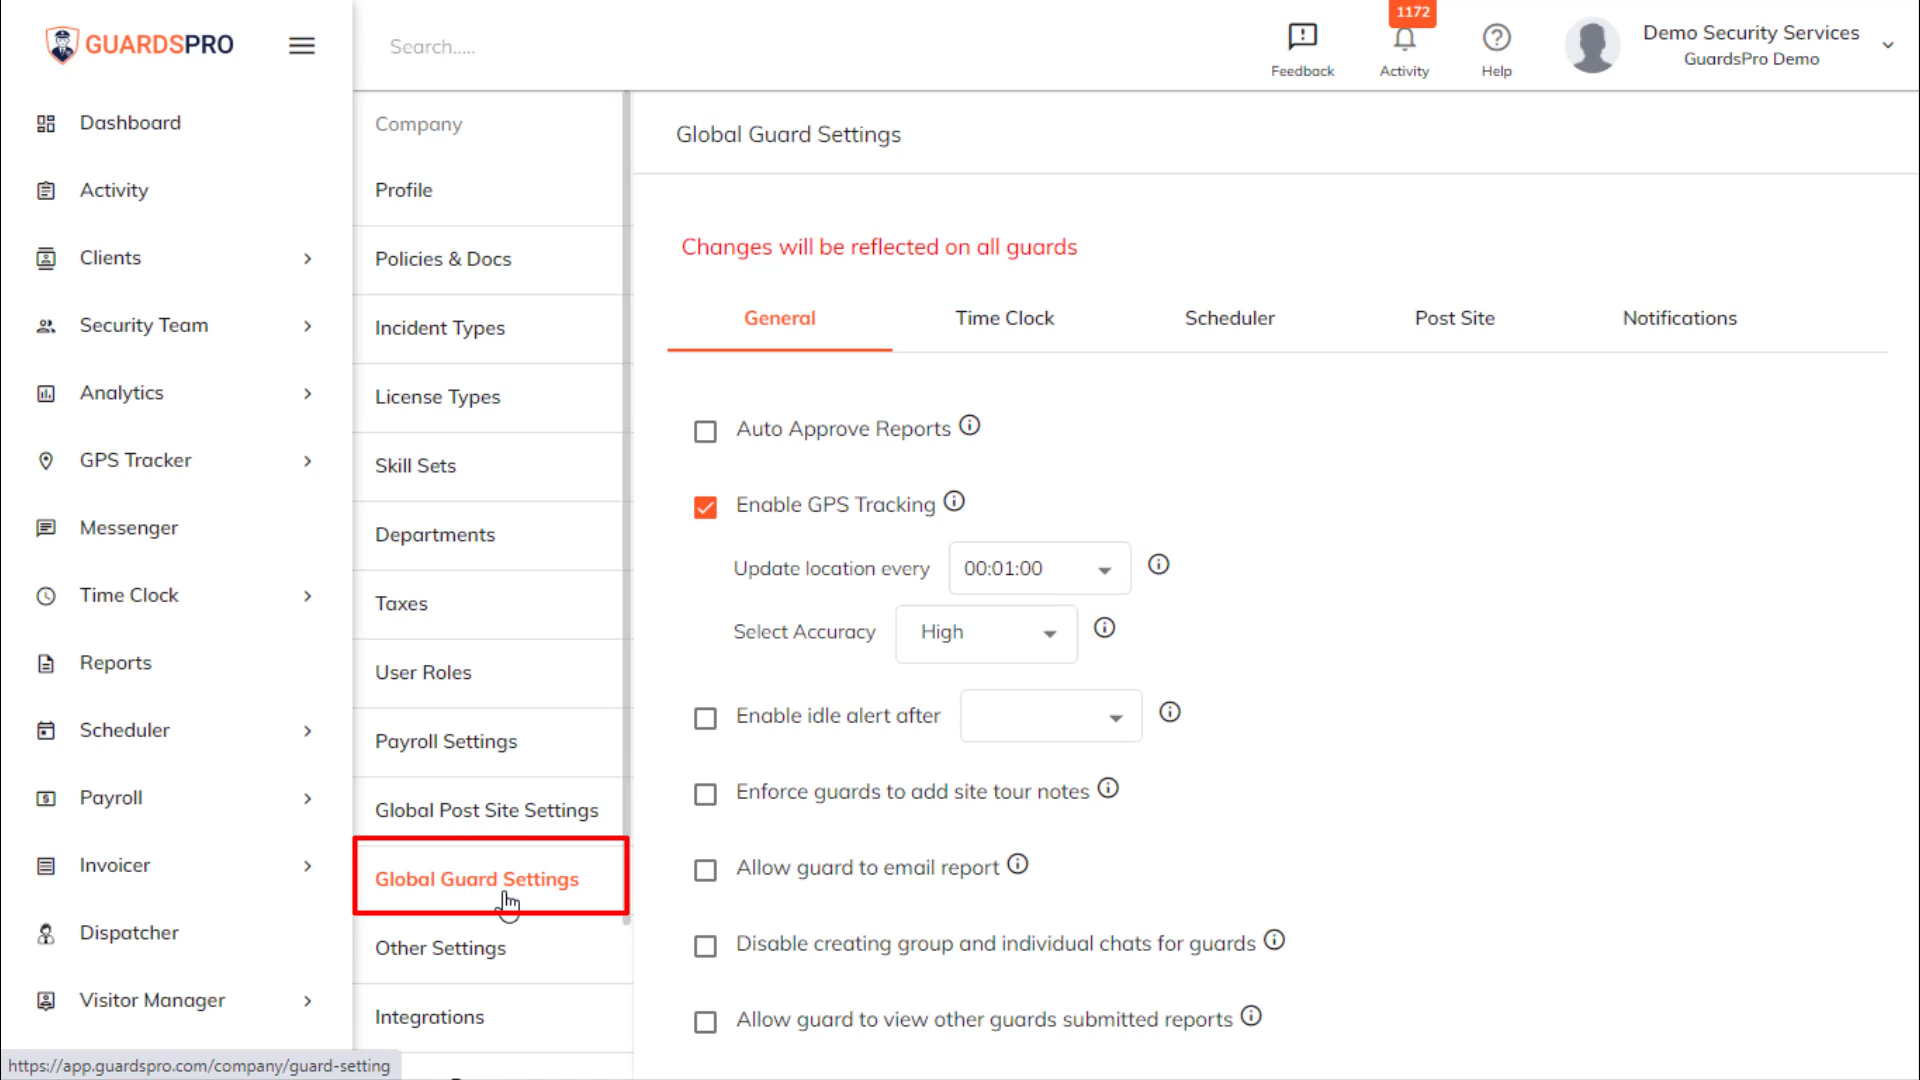 GUARDSPRO
Search.....
Feedback
1172
Activity
Help
Demo Security Services
GuardsPro Demo
Dashboard
Activity
Clients
Security Team
Analytics
GPS Tracker
Messenger
Time Clock
Reports
Scheduler
Payroll
Invoicer
Dispatcher
Visitor Manager
https://app.guardspro.com/company/guard-setting
Company
Profile
Policies & Docs
Incident Types
License Types
Skill Sets
Departments
Taxes
User Roles
Payroll Settings
Global Post Site Settings
Global Guard Settings
Other Settings
Integrations
Global Guard Settings
Changes will be reflected on all guards
General Time Clock Scheduler Post Site Notifications
Auto Approve Reports
Enable GPS Tracking
Update location every 00:01:00
Select Accuracy High
Enable idle alert after
Enforce guards to add site tour notes
Allow guard to email report
Disable creating group and individual chats for guards
Allow guard to view other guards submitted reports